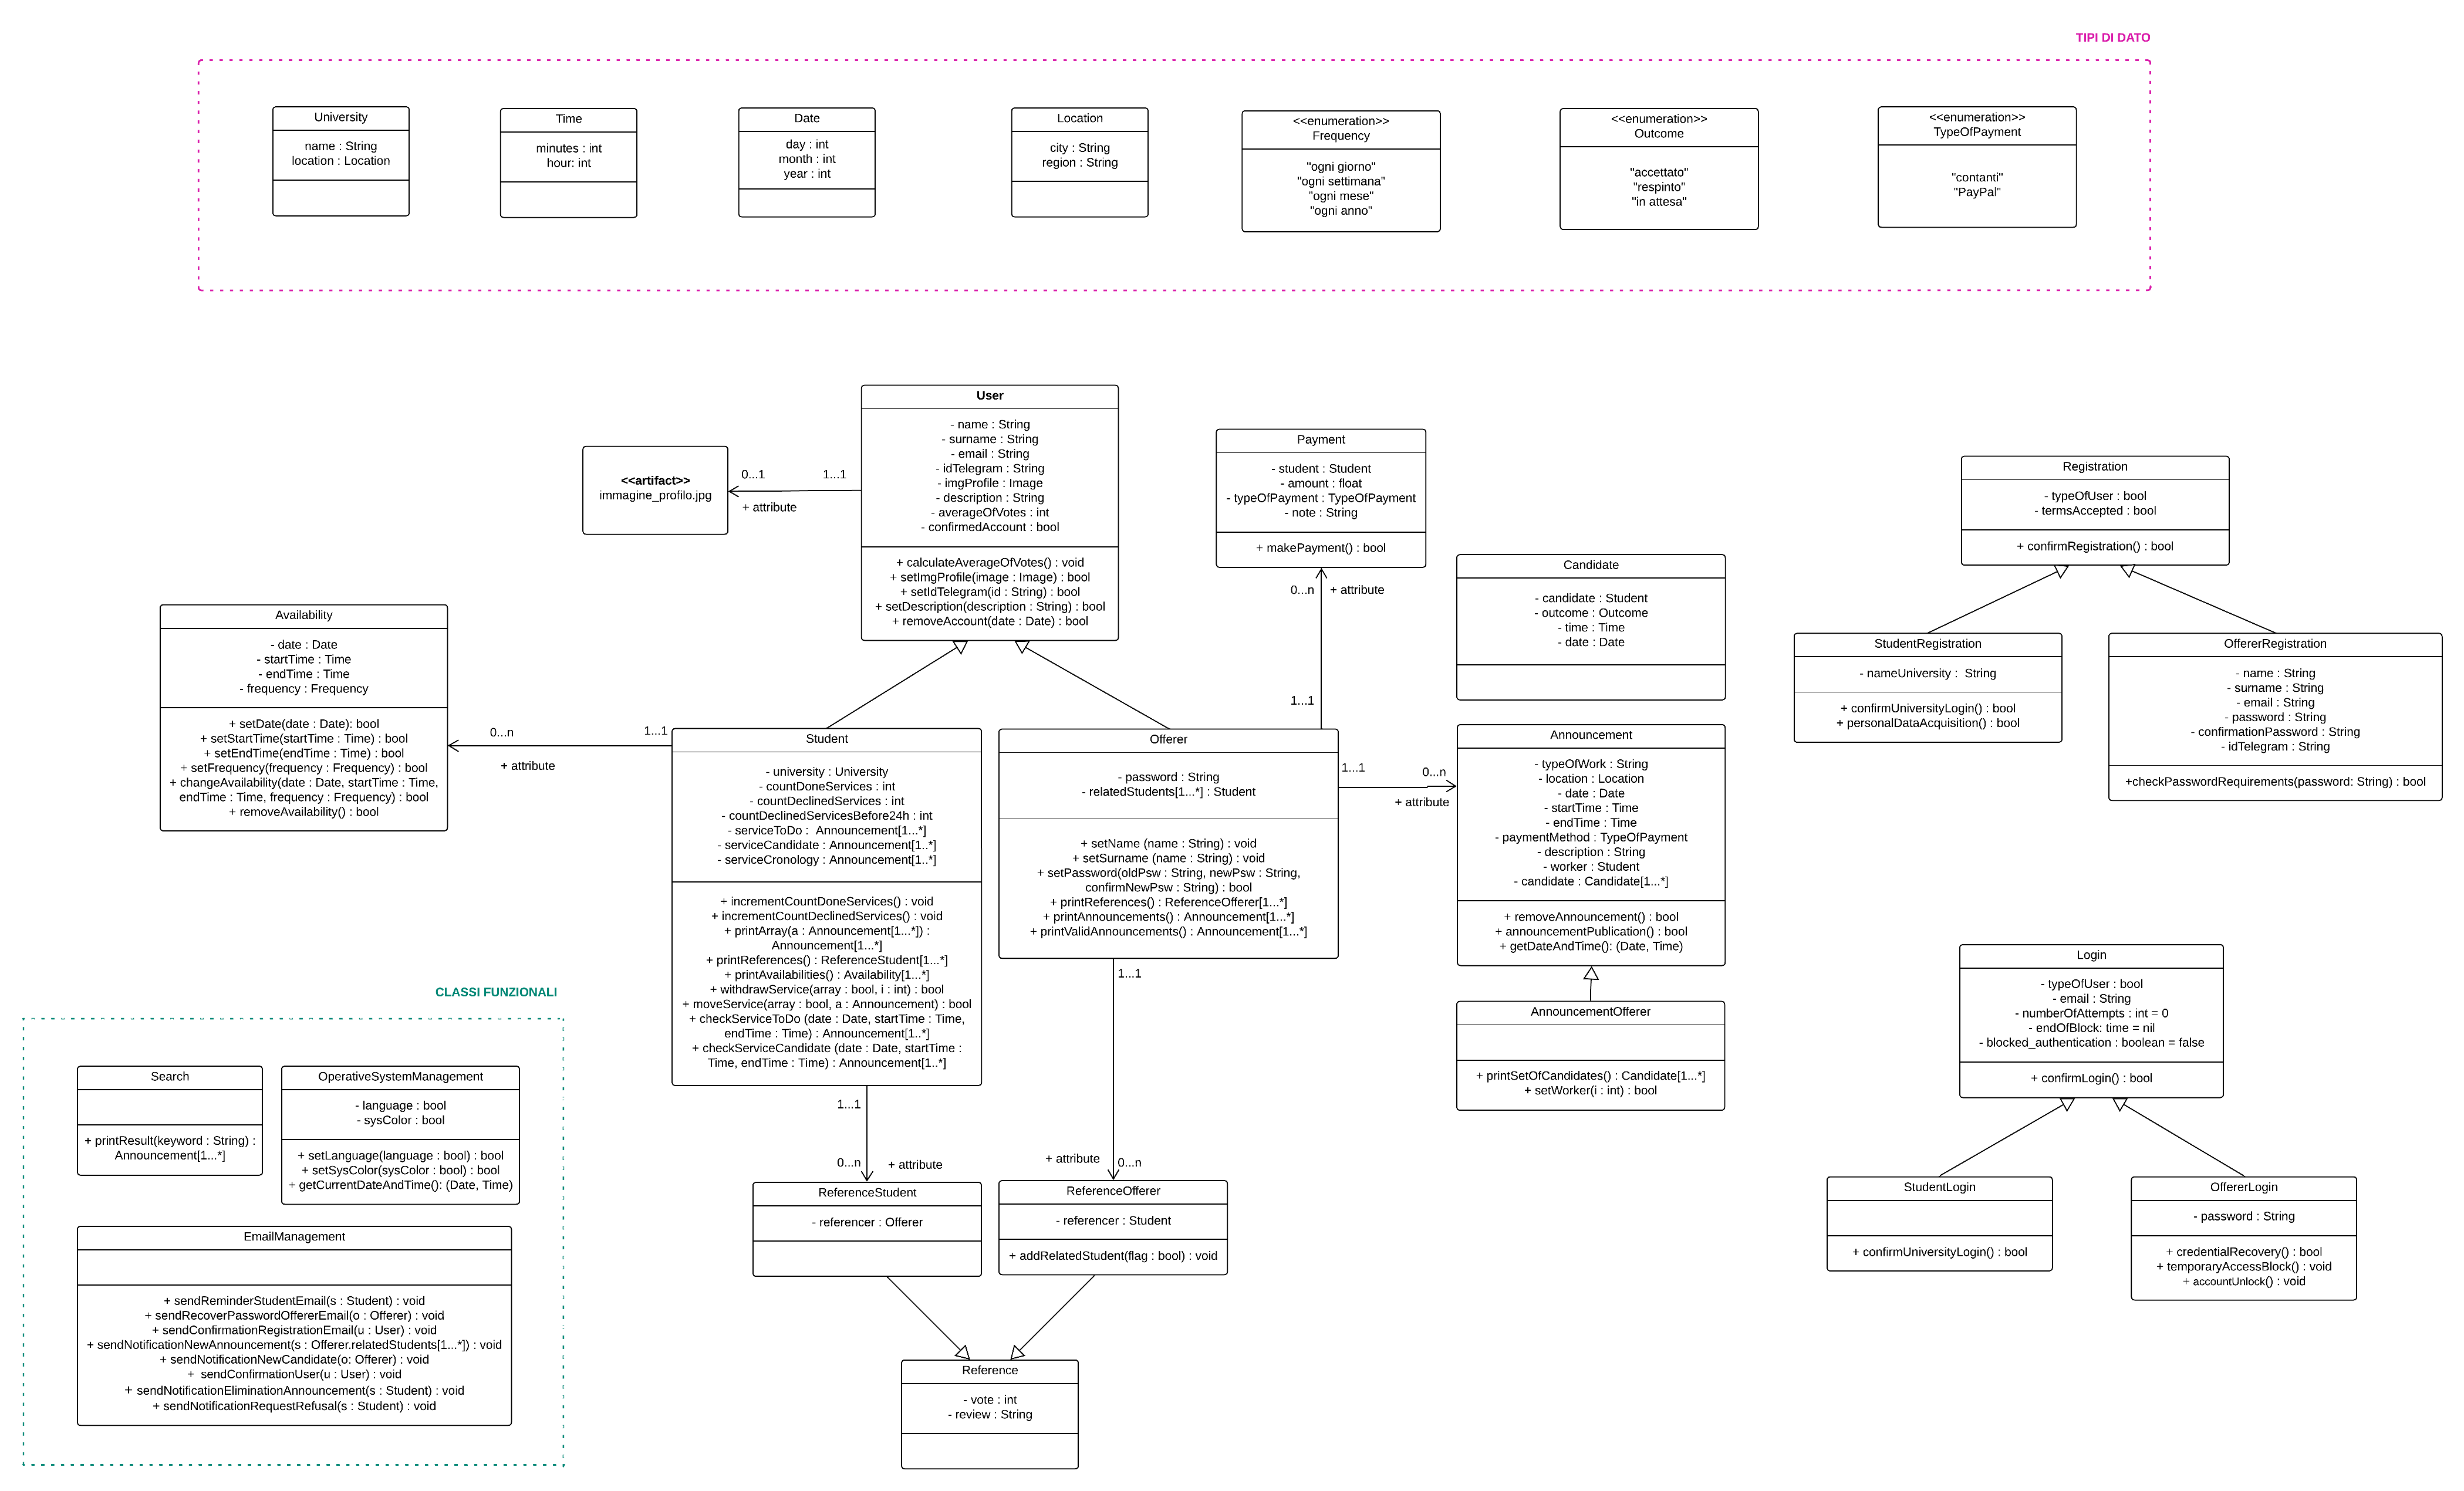 TIPI DI DATO
University
name : String
location : Location
Time
minutes : int
hour: int
Date
day : int
month : int
year : int
Location
city : String
region : String
<<enumeration>>
Frequency
"ogni giorno"
"ogni settimana"
"ogni mese"
"ogni anno"
<<enumeration>>
Outcome
"accettato"
"respinto"
"in attesa"
<<enumeration>>
TypeOfPayment
"contanti"
"PayPal"
User
- name : String
- surname : String
- email : String
- idTelegram : String
- imgProfile : Image
- description : String
- averageOfVotes : int
- confirmedAccount : bool
+ calculateAverageOfVotes() : void
+ setImgProfile(image : Image) : bool
+ setIdTelegram(id : String) : bool
+ setDescription(description : String) : bool
+ removeAccount(date : Date) : bool
<<artifact>>
immagine_profilo.jpg
0...1
1...1
+ attribute
Payment
- student : Student
- amount : float
- typeOfPayment : TypeOfPayment
- note : String
+ makePayment() : bool
0...n
+ attribute
1...1
Candidate
- candidate : Student
- outcome : Outcome
- time : Time
- date : Date
Registration
- typeOfUser : bool
- termsAccepted : bool
+ confirmRegistration() : bool
StudentRegistration
- nameUniversity :  String
+ confirmUniversityLogin() : bool
+ personalDataAcquisition() : bool
OffererRegistration
- name : String
- surname : String
- email : String
- password : String
- confirmationPassword : String
- idTelegram : String
+checkPasswordRequirements(password: String) : bool
Availability
- date : Date
- startTime : Time
- endTime : Time
- frequency : Frequency
+ setDate(date : Date): bool
+ setStartTime(startTime : Time) : bool
+ setEndTime(endTime : Time) : bool
+ setFrequency(frequency : Frequency) : bool
+ changeAvailability(date : Date, startTime : Time,
endTime : Time, frequency : Frequency) : bool
+ removeAvailability() : bool
0...n
1...1
+ attribute
Student
- university : University
- countDoneServices : int
- countDeclinedServices : int
- countDeclinedServicesBefore24h : int
- serviceToDo :  Announcement[1...*]
- serviceCandidate : Announcement[1..*]
- serviceCronology : Announcement[1..*]
+ incrementCountDoneServices() : void
+ incrementCountDeclinedServices() : void
+ printArray(a : Announcement[1...*]) :
Announcement[1...*]
+ printReferences() : ReferenceStudent[1...*]
+ printAvailabilities() : Availability[1...*]
+ withdrawService(array : bool, i : int) : bool
+ moveService(array : bool, a : Announcement) : bool
+ checkServiceToDo (date : Date, startTime : Time,
endTime : Time) : Announcement[1..*]
+ checkServiceCandidate (date : Date, startTime :
Time, endTime : Time) : Announcement[1..*]
Offerer
- password : String
- relatedStudents[1...*] : Student
+ setName (name : String) : void
+ setSurname (name : String) : void
+ setPassword(oldPsw : String, newPsw : String,
confirmNewPsw : String) : bool
+ printReferences() : ReferenceOfferer[1...*]
+ printAnnouncements() : Announcement[1...*]
+ printValidAnnouncements() : Announcement[1...*]
1...1
0...n
+ attribute
Announcement
- typeOfWork : String
- location : Location
- date : Date
- startTime : Time
- endTime : Time
- paymentMethod : TypeOfPayment
- description : String
- worker : Student
- candidate : Candidate[1...*]
+ removeAnnouncement() : bool
+ announcementPublication() : bool
+ getDateAndTime(): (Date, Time)
AnnouncementOfferer
+ printSetOfCandidates() : Candidate[1...*]
+ setWorker(i : int) : bool
Login
- typeOfUser : bool
- email : String
- numberOfAttempts : int = 0
- endOfBlock: time = nil
- blocked_authentication : boolean = false
+ confirmLogin() : bool
StudentLogin
+ confirmUniversityLogin() : bool
OffererLogin
- password : String
+ credentialRecovery() : bool
+ temporaryAccessBlock() : void
+ accountUnlock() : void
1...1
0...n
+ attribute
1...1
+ attribute
0...n
ReferenceStudent
- referencer : Offerer
ReferenceOfferer
- referencer : Student
+ addRelatedStudent(flag : bool) : void
Reference
- vote : int
- review : String
CLASSI FUNZIONALI
Search
+ printResult(keyword : String) :
Announcement[1...*]
OperativeSystemManagement
- language : bool
- sysColor : bool
+ setLanguage(language : bool) : bool
+ setSysColor(sysColor : bool) : bool
+ getCurrentDateAndTime(): (Date, Time)
EmailManagement
+ sendReminderStudentEmail(s : Student) : void
+ sendRecoverPasswordOffererEmail(o : Offerer) : void
+ sendConfirmationRegistrationEmail(u : User) : void
+ sendNotificationNewAnnouncement(s : Offerer.relatedStudents[1...*]) : void
+ sendNotificationNewCandidate(o: Offerer) : void
+  sendConfirmationUser(u : User) : void
+ sendNotificationEliminationAnnouncement(s : Student) : void
+ sendNotificationRequestRefusal(s : Student) : void